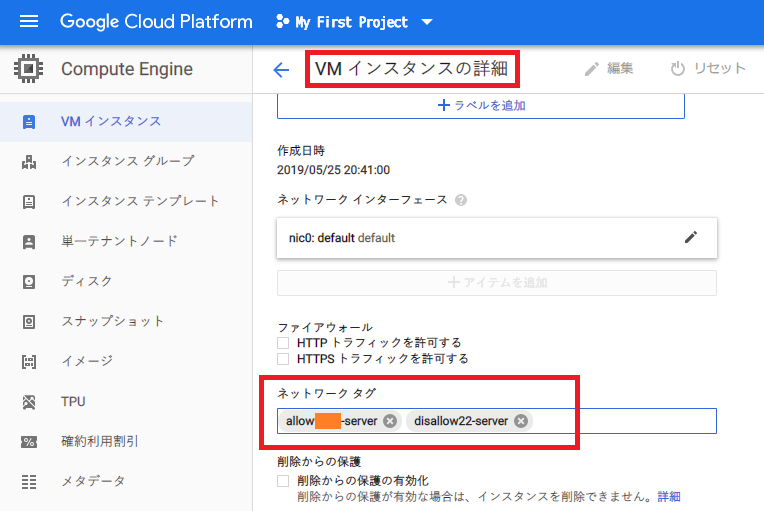 Google Cloud Platform
My First Project
Compute Engine
VM インスタンスの詳細
編集
リセット
VM インスタンス
インスタンス グループ
インスタンス テンプレート
単一テナントノード
ディスク
スナップショット
イメージ
TPU
確約利用割引
メタデータ
+ ラベルを追加
作成日時
2019/05/25 20:41:00
ネットワーク インターフェース
nic0: default default
+ アイテムを追加
ファイアウォール
HTTP トラフィックを許可する
HTTPS トラフィックを許可する
ネットワーク タグ
allow -server
disallow22-server
削除からの保護
削除からの保護の有効化
削除からの保護が有効な場合は、インスタンスを削除できません。詳細